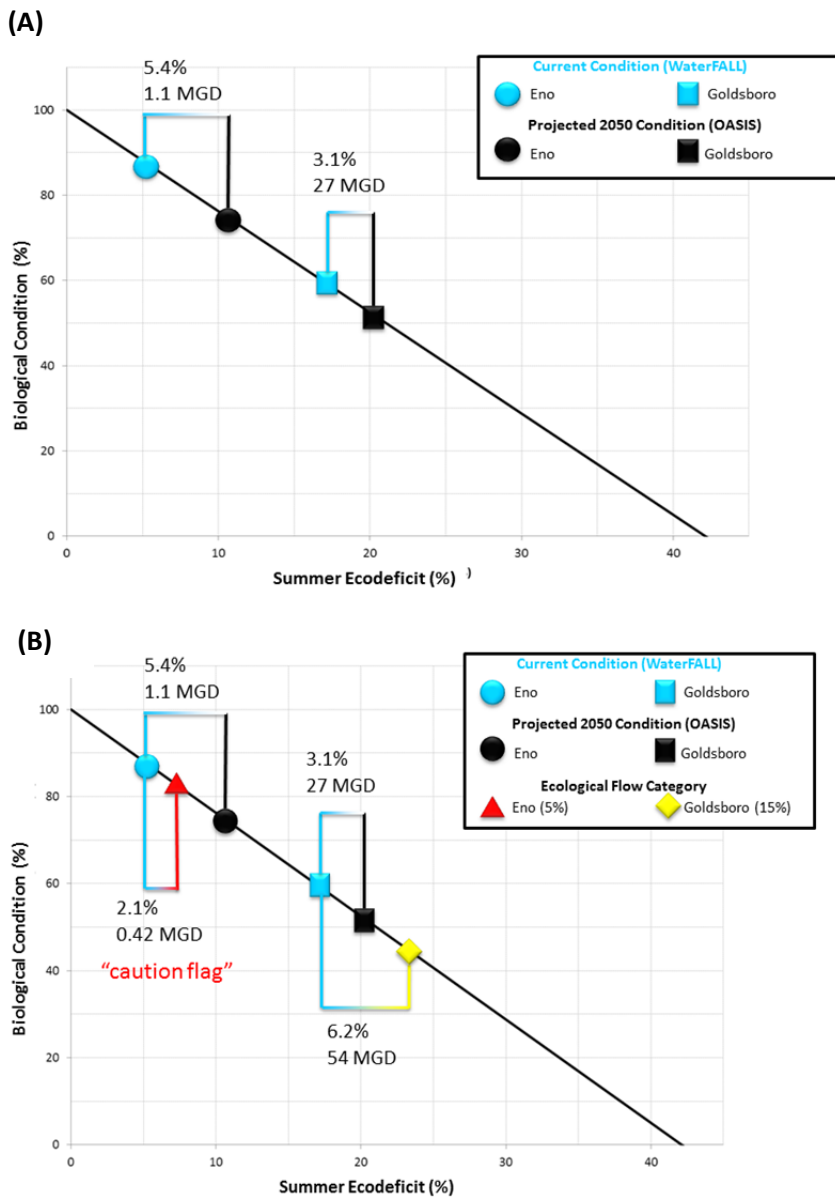 (A)
5.4%
1.1 MGD
3.1%
27 MGD
Current Condition (WaterFALL)
Eno
Goldsboro
Projected 2050 Condition (OASIS)
Eno
Goldsboro
Biological Condition (%)
100
80
60
40
20
0
0
10
20
30
40
Summer Ecodeficit (%) )
(B)
5.4%
1.1 MGD
3.1%
27 MGD
Current Condition (WaterFALL)
Eno
Goldsboro
Projected 2050 Condition (OASIS)
Eno
Goldsboro
Ecological Flow Category
Eno (5%)
Goldsboro (15%)
2.1%
0.42 MGD
“caution flag”
6.2%
54 MGD
Biological Condition (%)
100
80
60
40
20
0
0
10
20
30
40
Summer Ecodeficit (%)